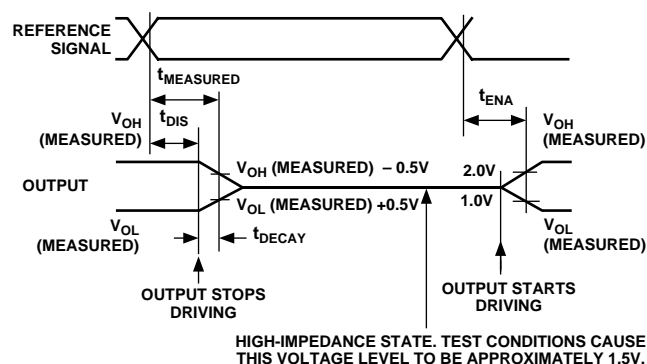 REFERENCE
SIGNAL
tMEASURED
tENA
VOH
(MEASURED)
tDIS
VOH
(MEASURED)
VOH (MEASURED) – 0.5V
2.0V
OUTPUT
VOL (MEASURED) +0.5V
1.0V
VOL
(MEASURED)
tDECAY
VOL
(MEASURED)
OUTPUT STOPS
DRIVING
OUTPUT STARTS
DRIVING
HIGH-IMPEDANCE STATE. TEST CONDITIONS CAUSE
THIS VOLTAGE LEVEL TO BE APPROXIMATELY 1.5V.